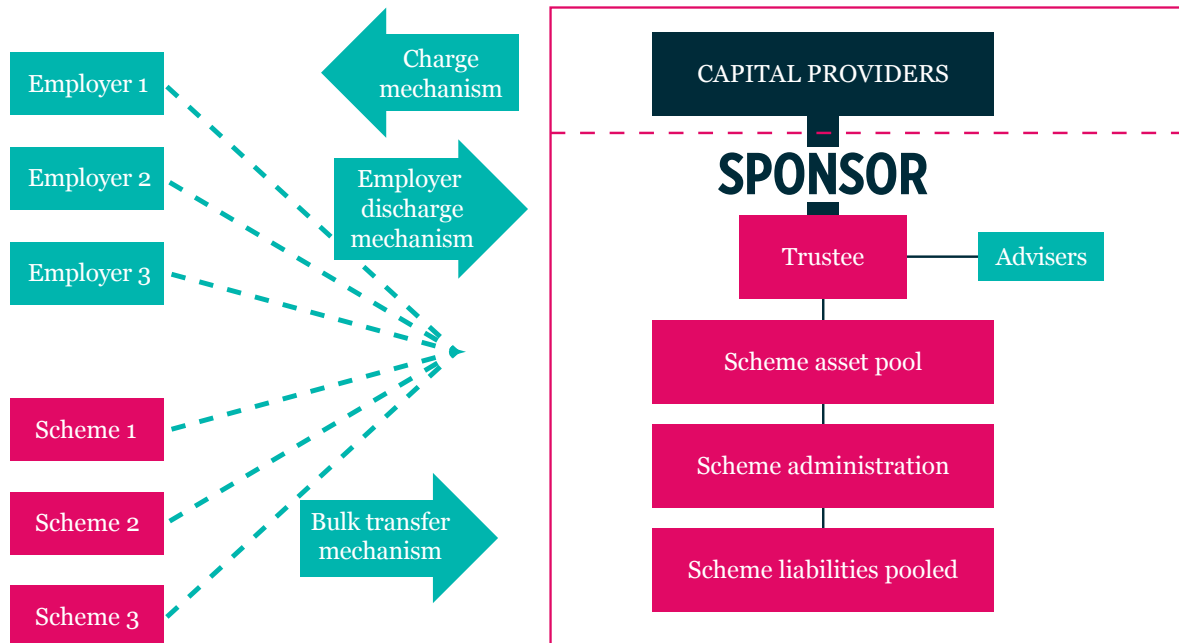 Employer 1
Employer 2
Employer 3
Scheme 1
Scheme 2
Scheme 3
Charge
mechanism
Employer
discharge
mechanism
Bulk transfer
mechanism
CAPITAL PROVIDERS
SPONSOR
Trustee
Advisers
Scheme asset pool
Scheme administration
Scheme liabilities pooled